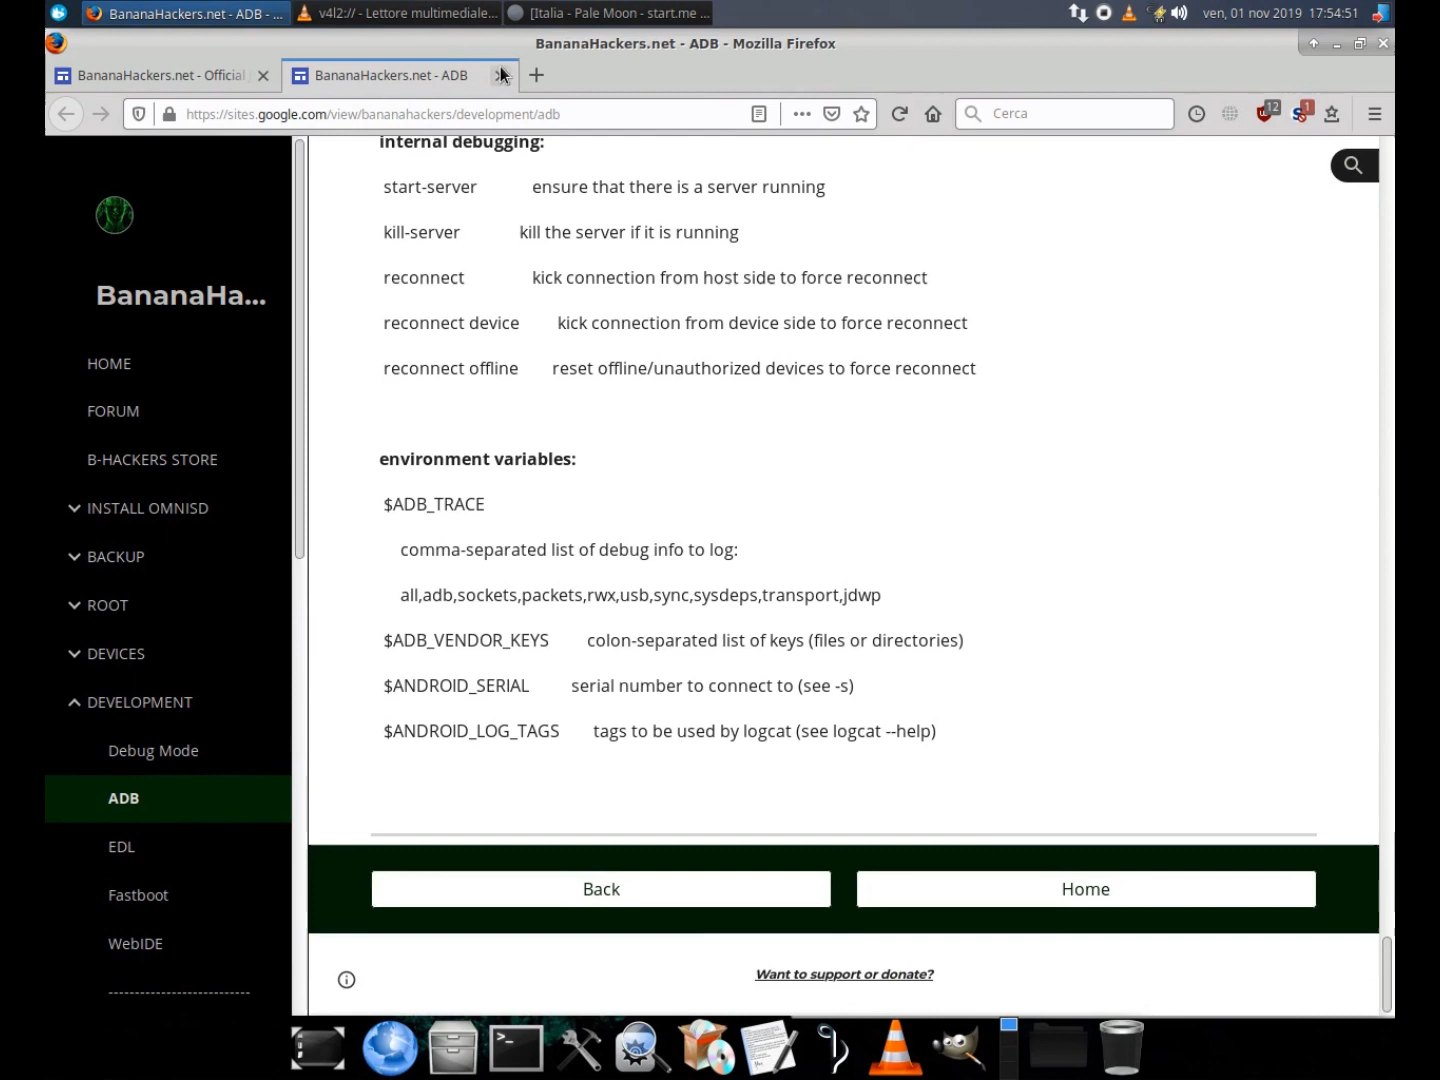 BananaHackers.net - ADB - ...
v4l2:// - Lettore multimediale...
[Italia - Pale Moon - start.me ...
ven, 01 nov 2019
17:54:51
BananaHackers.net - ADB - Mozilla Firefox
BananaHackers.net - Official
BananaHackers.net - ADB
https://sites.google.com/view/bananahackers/development/adb
Cerca
12
1
BananaHa...
HOME
FORUM
B-HACKERS STORE
INSTALL OMNISD
BACKUP
ROOT
DEVICES
DEVELOPMENT
Debug Mode
ADB
EDL
Fastboot
WebIDE
---------------------------
internal debugging:
start-server ensure that there is a server running
kill-server kill the server if it is running
reconnect kick connection from host side to force reconnect
reconnect device kick connection from device side to force reconnect
reconnect offline reset offline/unauthorized devices to force reconnect
environment variables:
$ADB_TRACE
comma-separated list of debug info to log:
all,adb,sockets,packets,rwx,usb,sync,sysdeps,transport,jdwp
$ADB_VENDOR_KEYS colon-separated list of keys (files or directories)
$ANDROID_SERIAL serial number to connect to (see -s)
$ANDROID_LOG_TAGS tags to be used by logcat (see logcat --help)
Back
Home
Want to support or donate?
>_